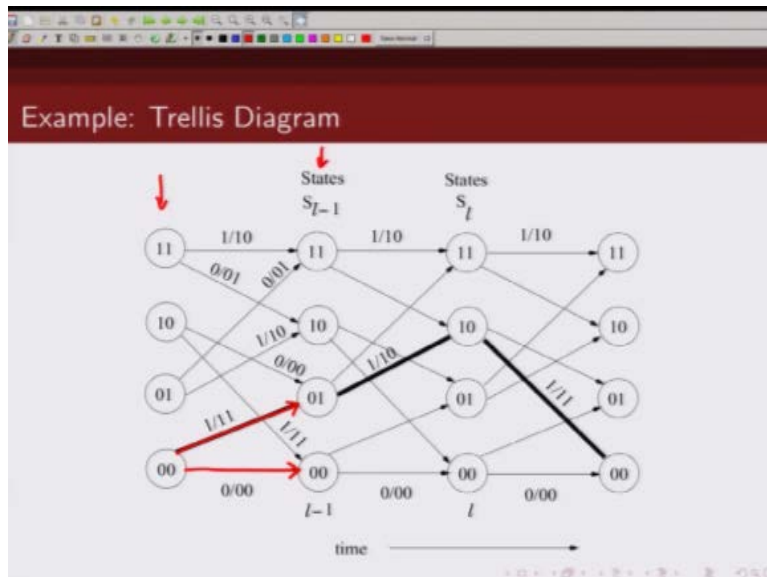 Example: Trellis Diagram
States States
S l−1 S l
11 1/10 11 1/10 11 1/10 11
0/01 0/01
10 10 10 10
1/10 0/00 1/10
01 01 01 01
1/11 1/11 1/11
00 00 00 00
0/00 0/00 0/00
l−1 l
time